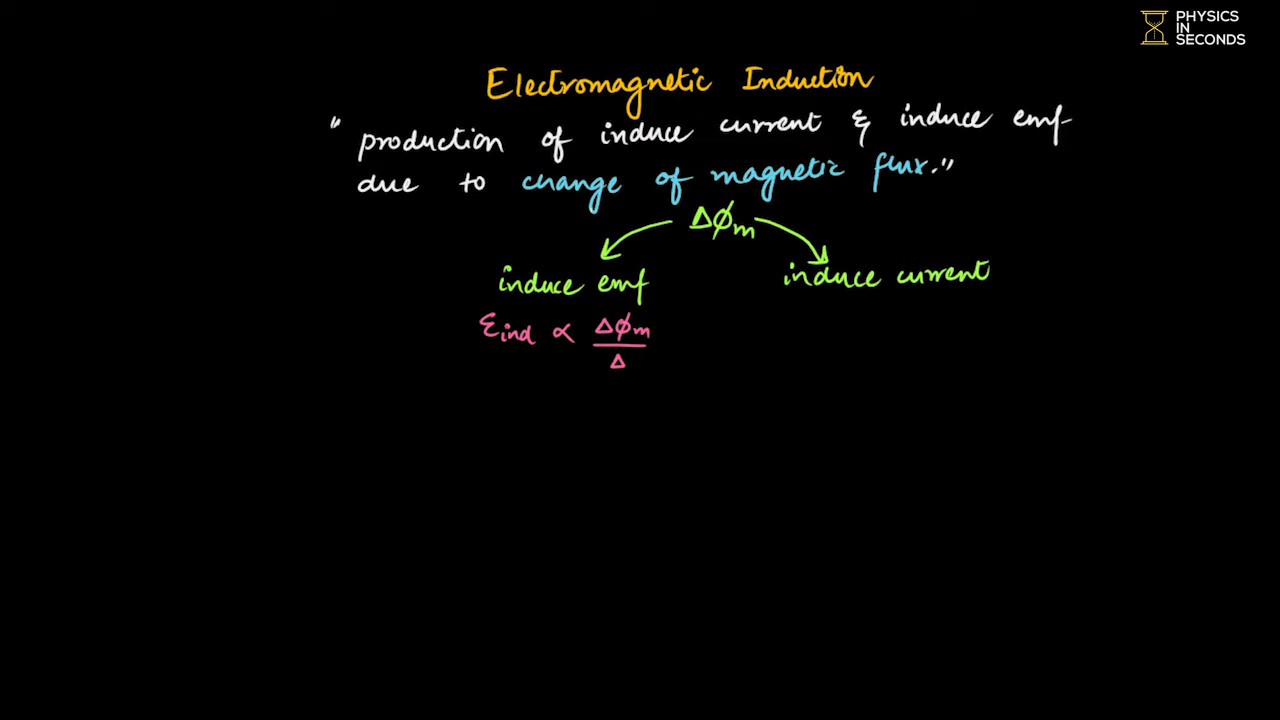 PHYSICS
IN
SECONDS
Electromagnetic Induction
" production of induce current & induce emf
due to change of magnetic flux."
Δϕm
induce emf induce current
εind ∝ Δϕm
Δ